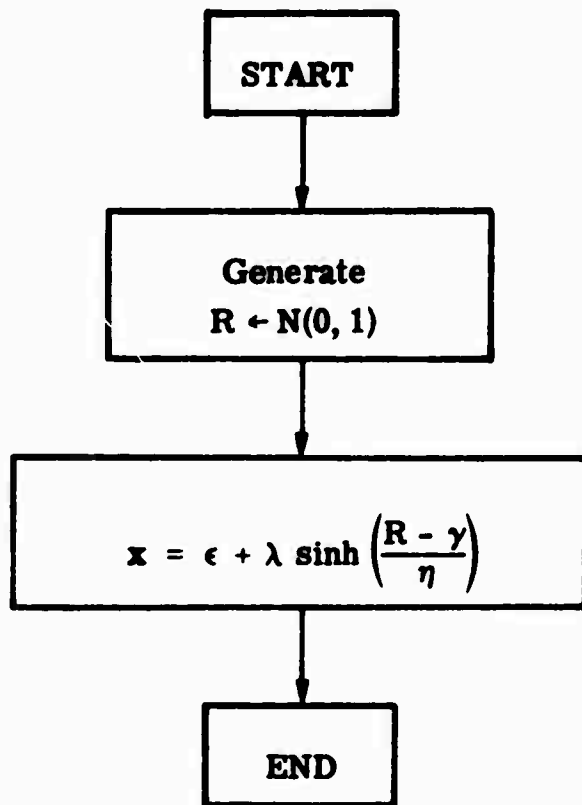 START
Generate
R ← N(0, 1)
x = ϵ + λ sinh ( (R - γ) / η )
END